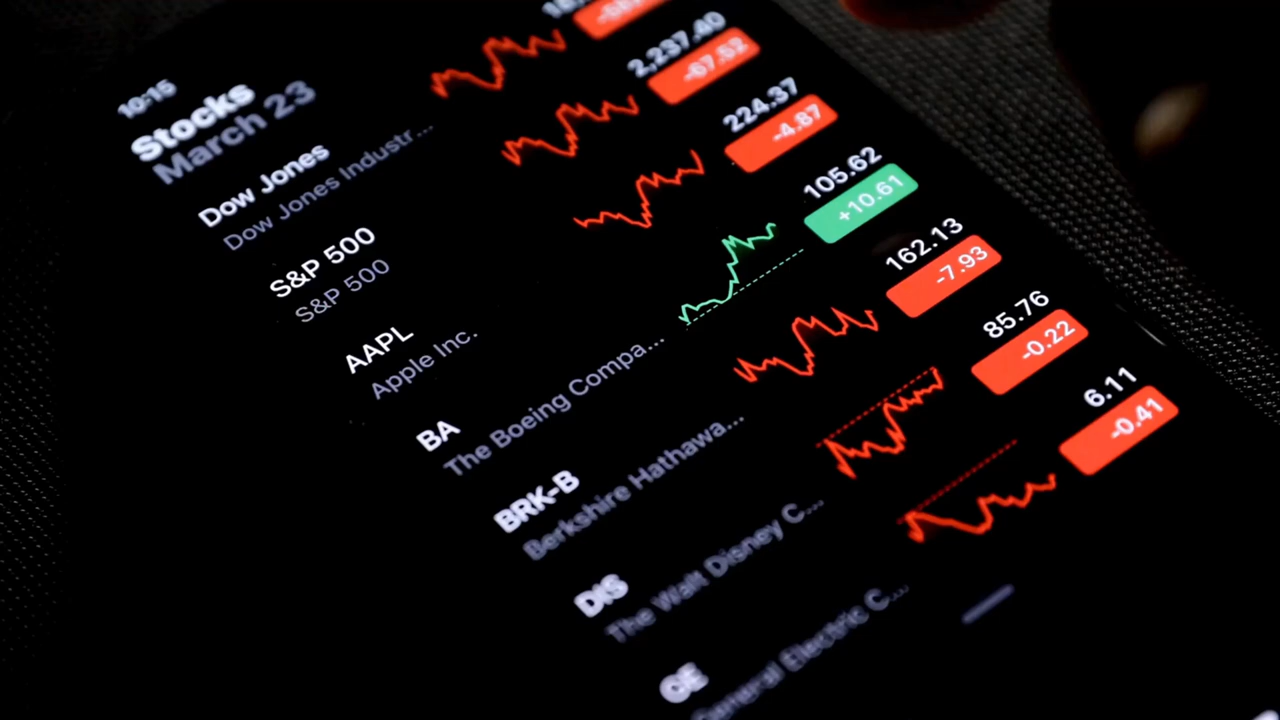 10:15
Stocks
March 23
Dow Jones
Dow Jones Industr...
S&P 500
S&P 500
2,237.40
-67.52
AAPL
Apple Inc.
224.37
-4.87
BA
The Boeing Compa...
105.62
+10.61
BRK-B
Berkshire Hathawa...
162.13
-7.93
DIS
The Walt Disney C...
85.76
-0.22
GE
General Electric C...
6.11
-0.41